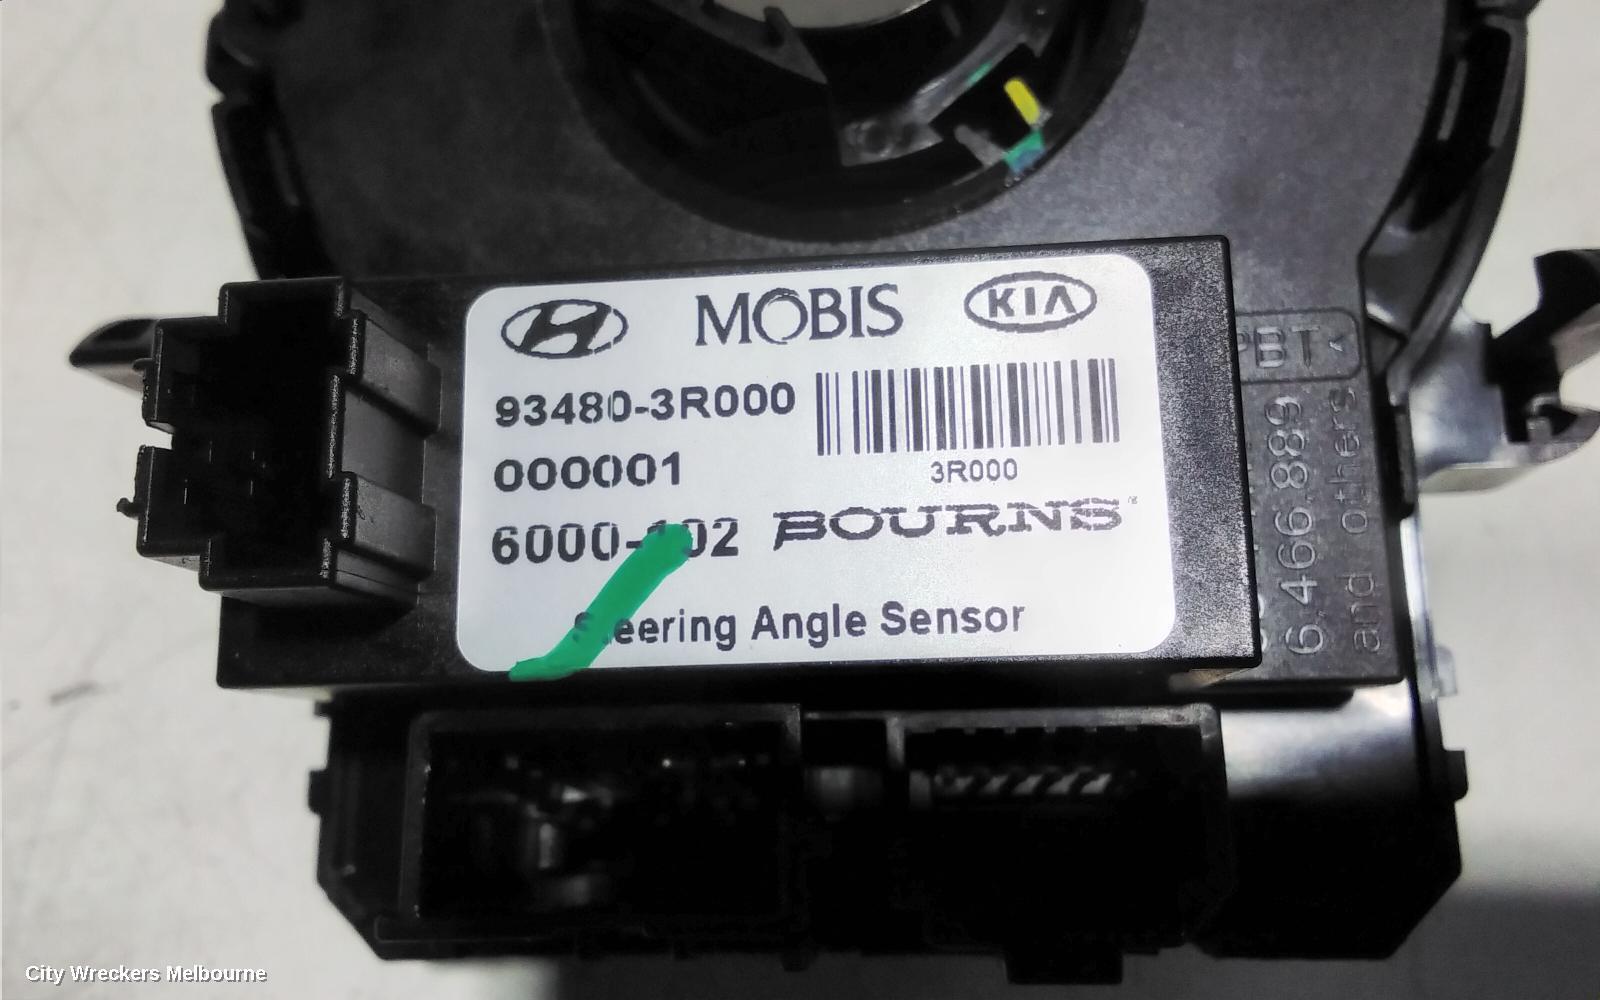 MOBIS KIA
93480-3R000
000001
3R000
6000-102 BOURNS
Steering Angle Sensor
6,466,889
and others
City Wreckers Melbourne